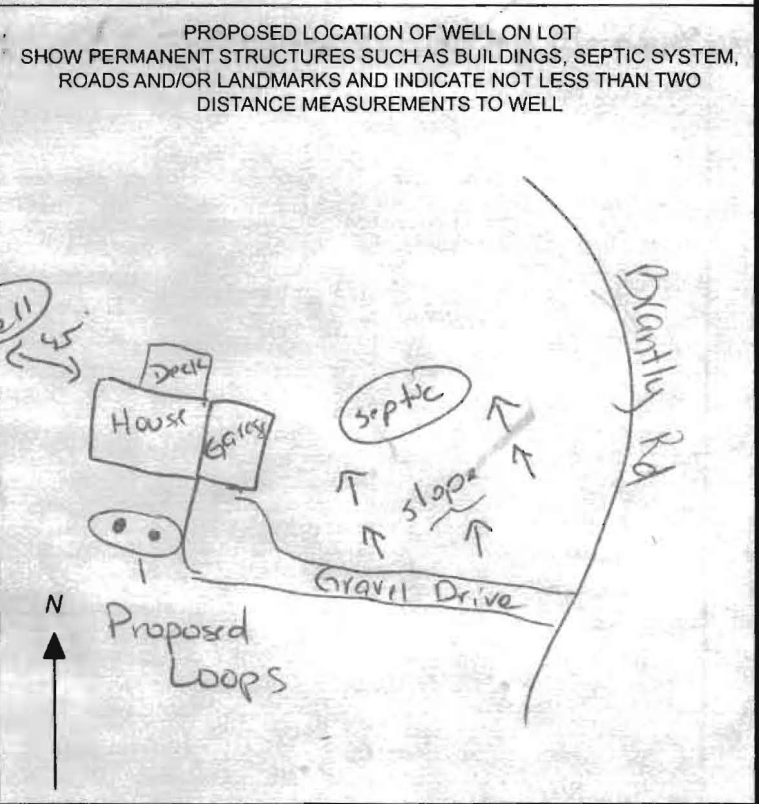 PROPOSED LOCATION OF WELL ON LOT
SHOW PERMANENT STRUCTURES SUCH AS BUILDINGS, SEPTIC SYSTEM,
ROADS AND/OR LANDMARKS AND INDICATE NOT LESS THAN TWO
DISTANCE MEASUREMENTS TO WELL
Brantly Rd
45'
Deck
House
septic
slope
Gravel Drive
N
Proposed
Loops